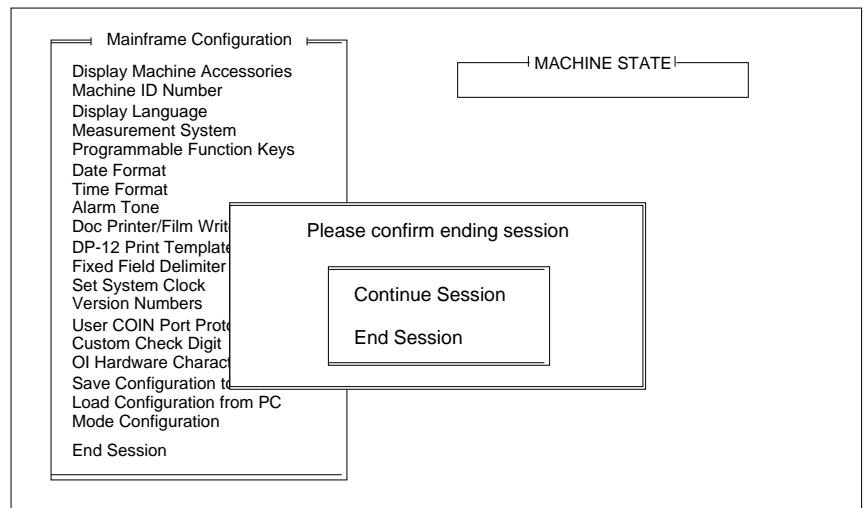 Mainframe Configuration
MACHINE STATE
Display Machine Accessories
Machine ID Number
Display Language
Measurement System
Programmable Function Keys
Date Format
Time Format
Alarm Tone
Doc Printer/Film Writ
DP-12 Print Template
Fixed Field Delimiter
Set System Clock
Version Numbers
User COIN Port Proto
Custom Check Digit
OI Hardware Charact
Save Configuration to
Load Configuration from PC
Mode Configuration
End Session
Please confirm ending session
Continue Session
End Session